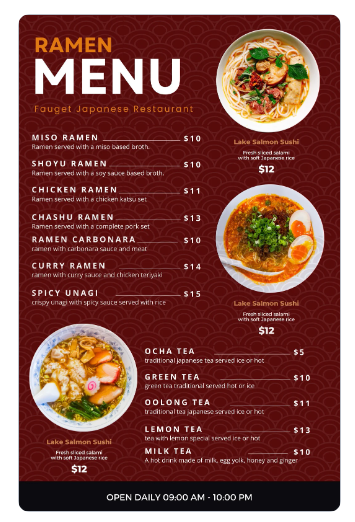 RAMEN
MENU
Fauget Japanese Restaurant
MISO RAMEN $10
Ramen served with a miso based broth.
SHOYU RAMEN $10
Ramen served with a soy sauce based broth.
CHICKEN RAMEN $11
Ramen served with a chicken katsu set
CHASHU RAMEN $13
Ramen served with a complete pork set
RAMEN CARBONARA $10
ramen with carbonara sauce and meat
CURRY RAMEN $14
ramen with curry sauce and chicken teriyaki
SPICY UNAGI $15
crispy unagi with spicy sauce served with rice
Lake Salmon Sushi
Fresh sliced salami
with soft Japanese rice
$12
Lake Salmon Sushi
Fresh sliced salami
with soft Japanese rice
$12
Lake Salmon Sushi
Fresh sliced salami
with soft Japanese rice
$12
OCHA TEA $5
traditional japanese tea served ice or hot
GREEN TEA $10
green tea traditional served hot or ice
OOLONG TEA $11
traditional tea japanese served ice or hot
LEMON TEA $13
tea with lemon special served ice or hot
MILK TEA $10
A hot drink made of milk, egg yolk, honey and ginger
OPEN DAILY 09:00 AM - 10:00 PM